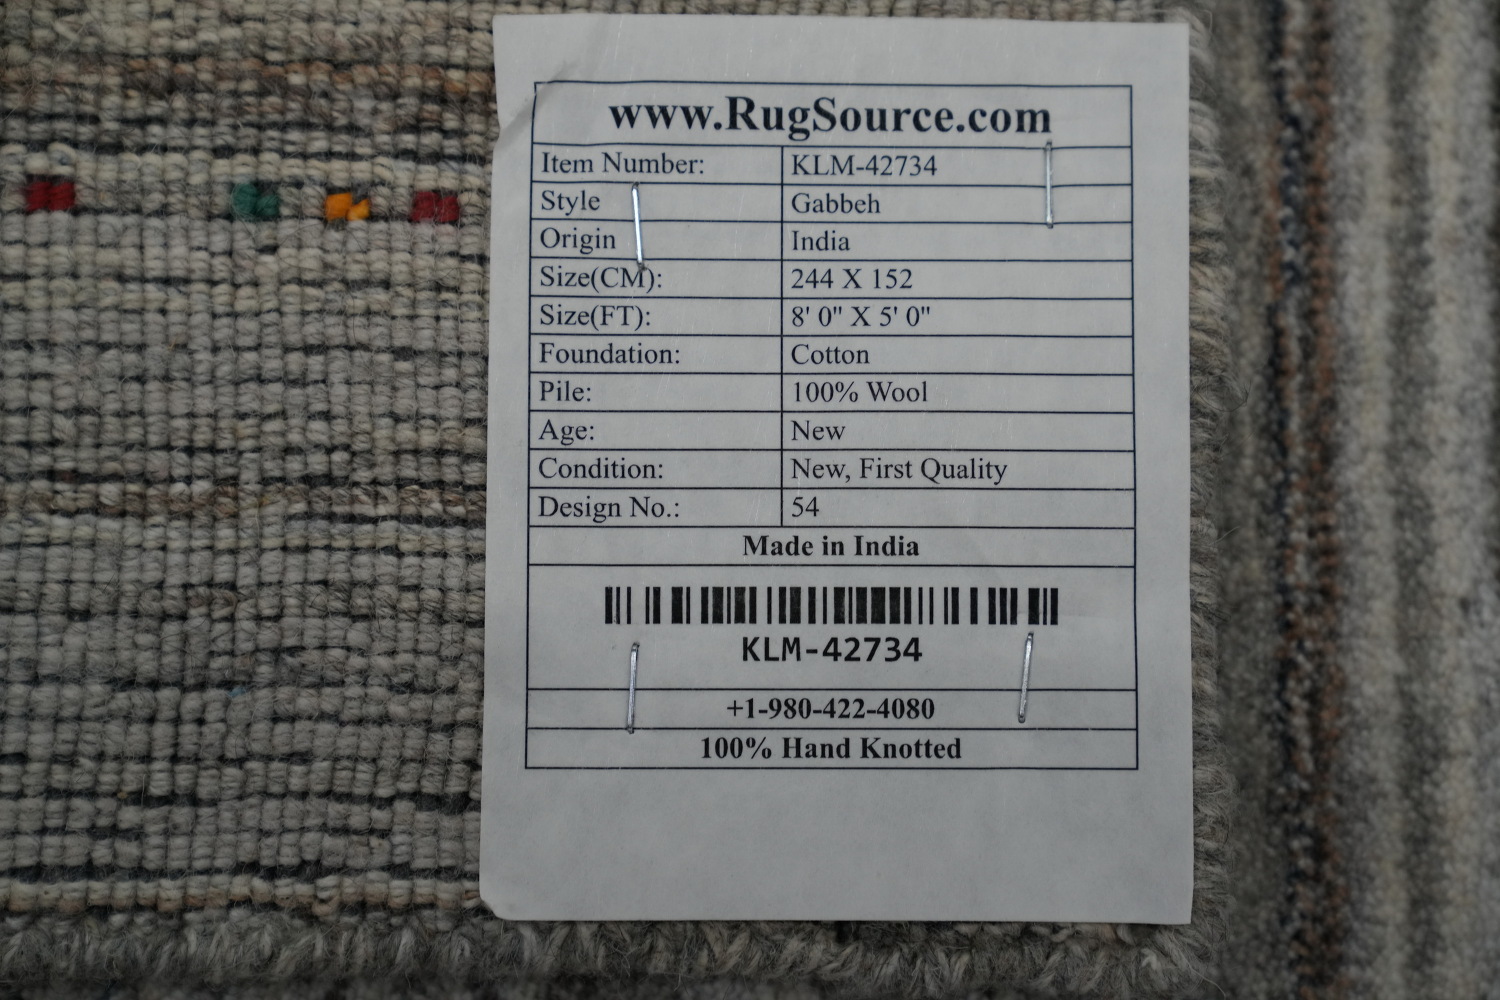 www.RugSource.com
Item Number: KLM-42734
Style Gabbeh
Origin India
Size(CM): 244 X 152
Size(FT): 8' 0" X 5' 0"
Foundation: Cotton
Pile: 100% Wool
Age: New
Condition: New, First Quality
Design No.: 54
Made in India
KLM-42734
+1-980-422-4080
100% Hand Knotted